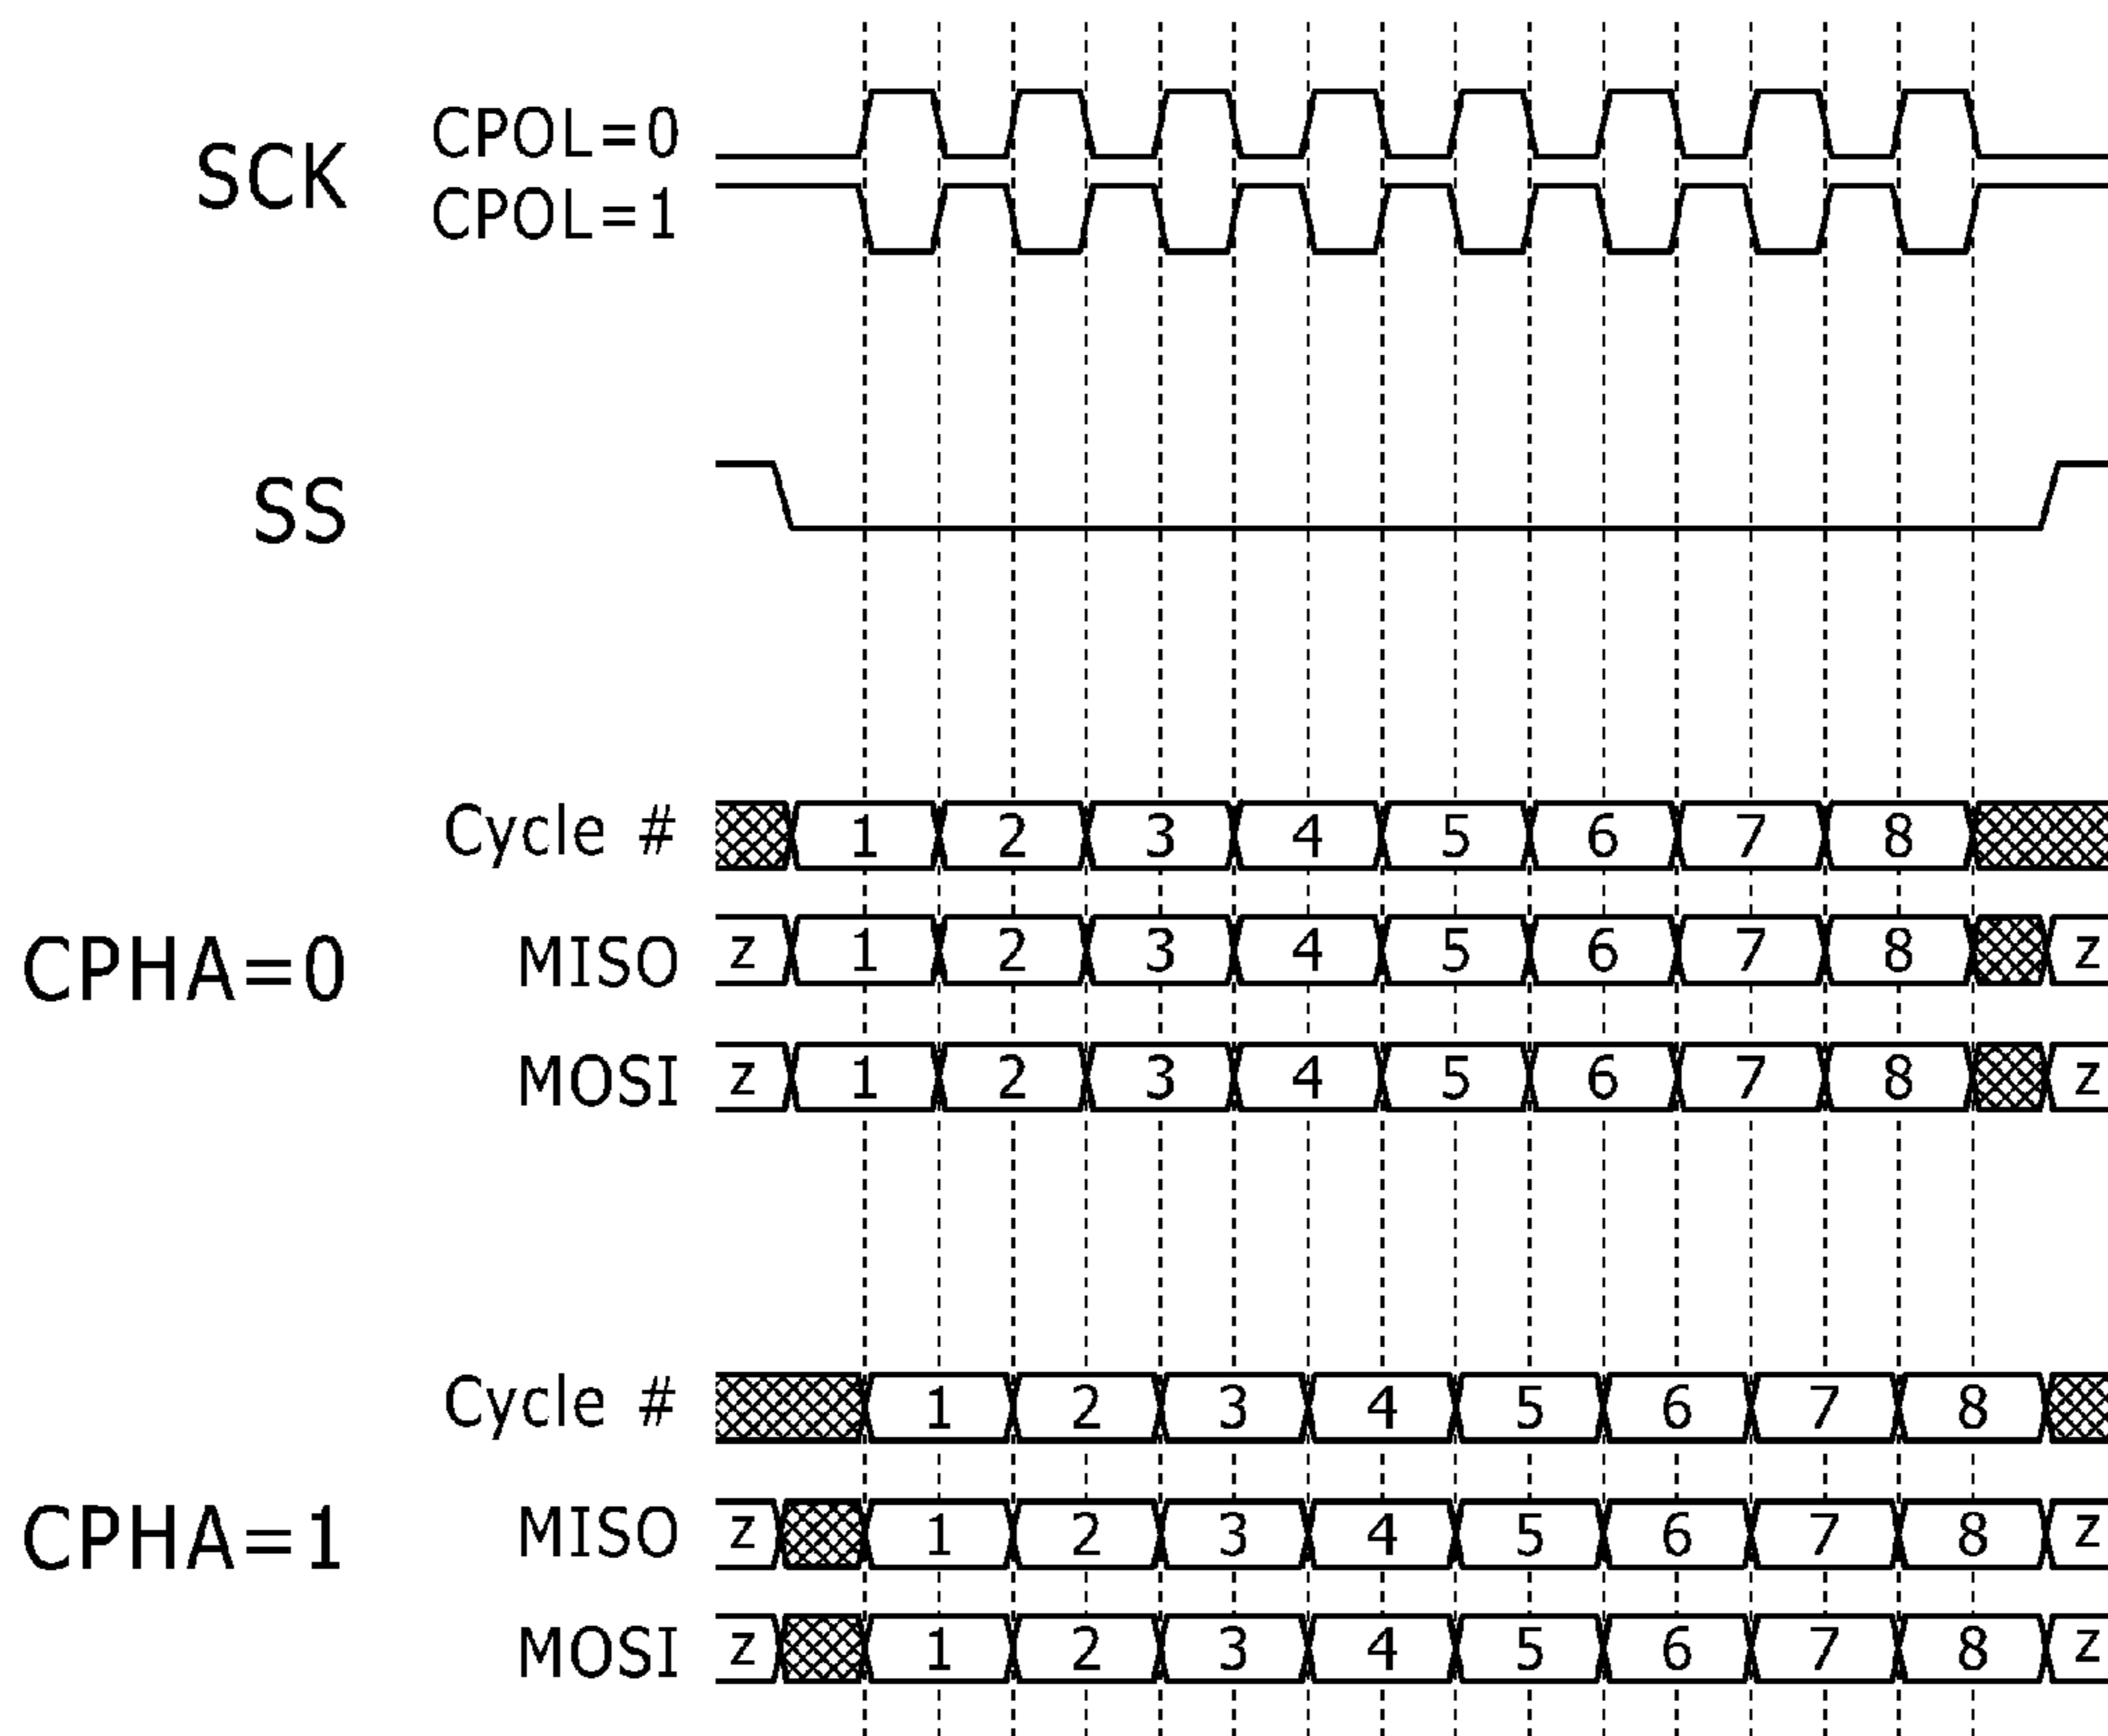 SCK CPOL=0
CPOL=1
SS
Cycle # 1 2 3 4 5 6 7 8
CPHA=0 MISO z 1 2 3 4 5 6 7 8 z
MOSI z 1 2 3 4 5 6 7 8 z
Cycle # 1 2 3 4 5 6 7 8
CPHA=1 MISO z 1 2 3 4 5 6 7 8 z
MOSI z 1 2 3 4 5 6 7 8 z